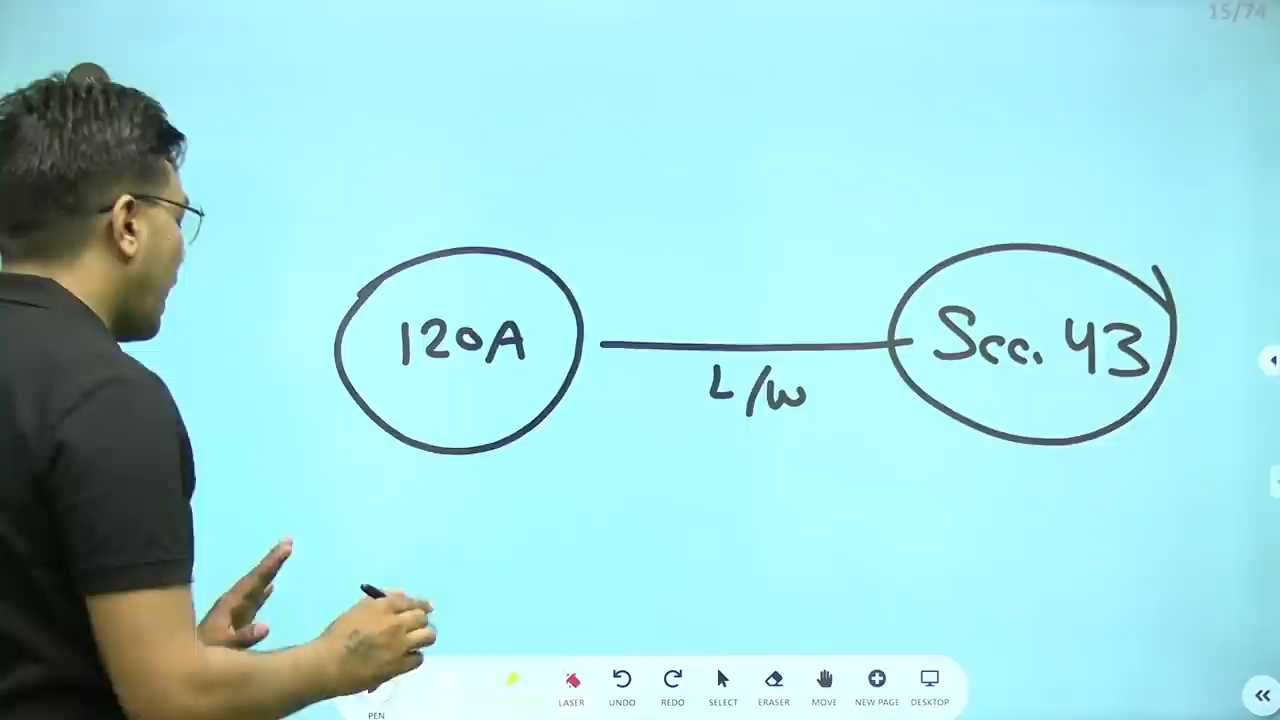 15/74
120A
Sec. 43
L/W
PEN
LASER
UNDO
REDO
SELECT
ERASER
MOVE
NEW PAGE
DESKTOP